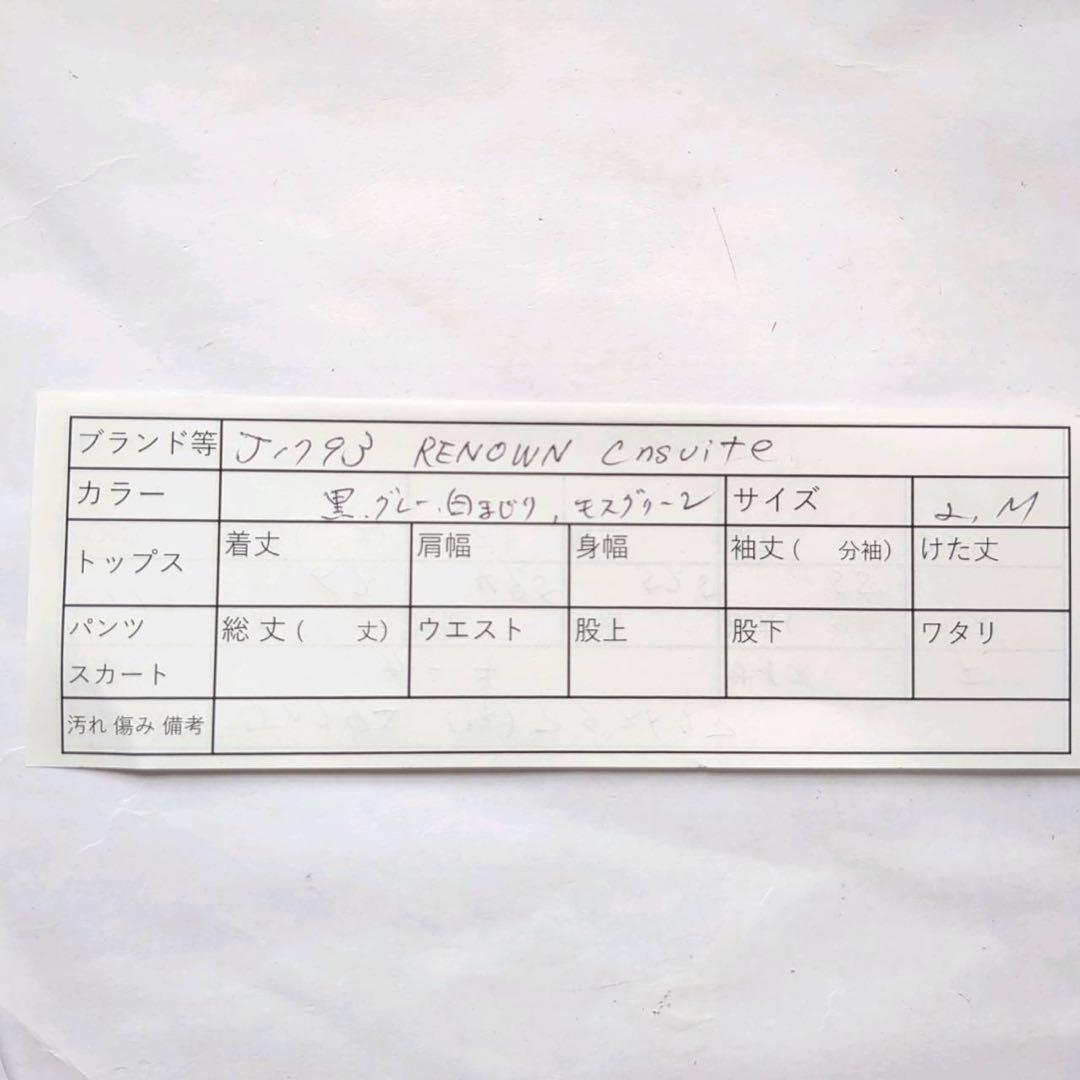 ブランド等 J-793 RENOWN Ensuite
カラー 黒.グレー.白まじり, モスグリーン サイズ 2, M
トップス 着丈 肩幅 身幅 袖丈( 分袖) けた丈
パンツ 総丈( 丈) ウエスト 股上 股下 ワタリ
スカート
汚れ 傷み 備考